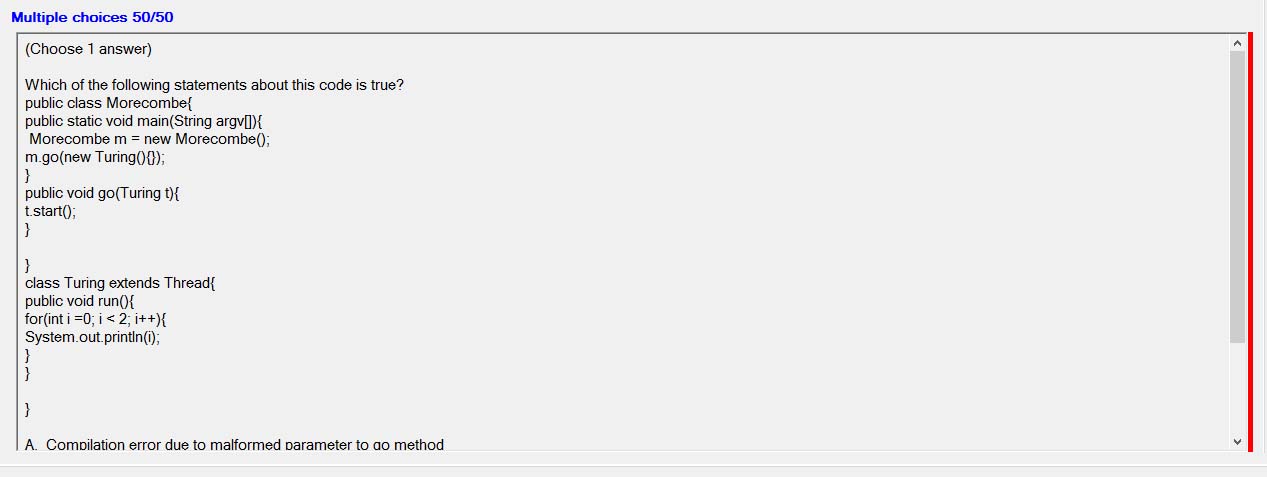 Multiple choices 50/50
(Choose 1 answer)
Which of the following statements about this code is true?
public class Morecombe{
public static void main(String argv[]){
Morecombe m = new Morecombe();
m.go(new Turing(){});
}
public void go(Turing t){
t.start();
}
}
class Turing extends Thread{
public void run(){
for(int i =0; i < 2; i++){
System.out.println(i);
}
}
}
A. Compilation error due to malformed parameter to go method